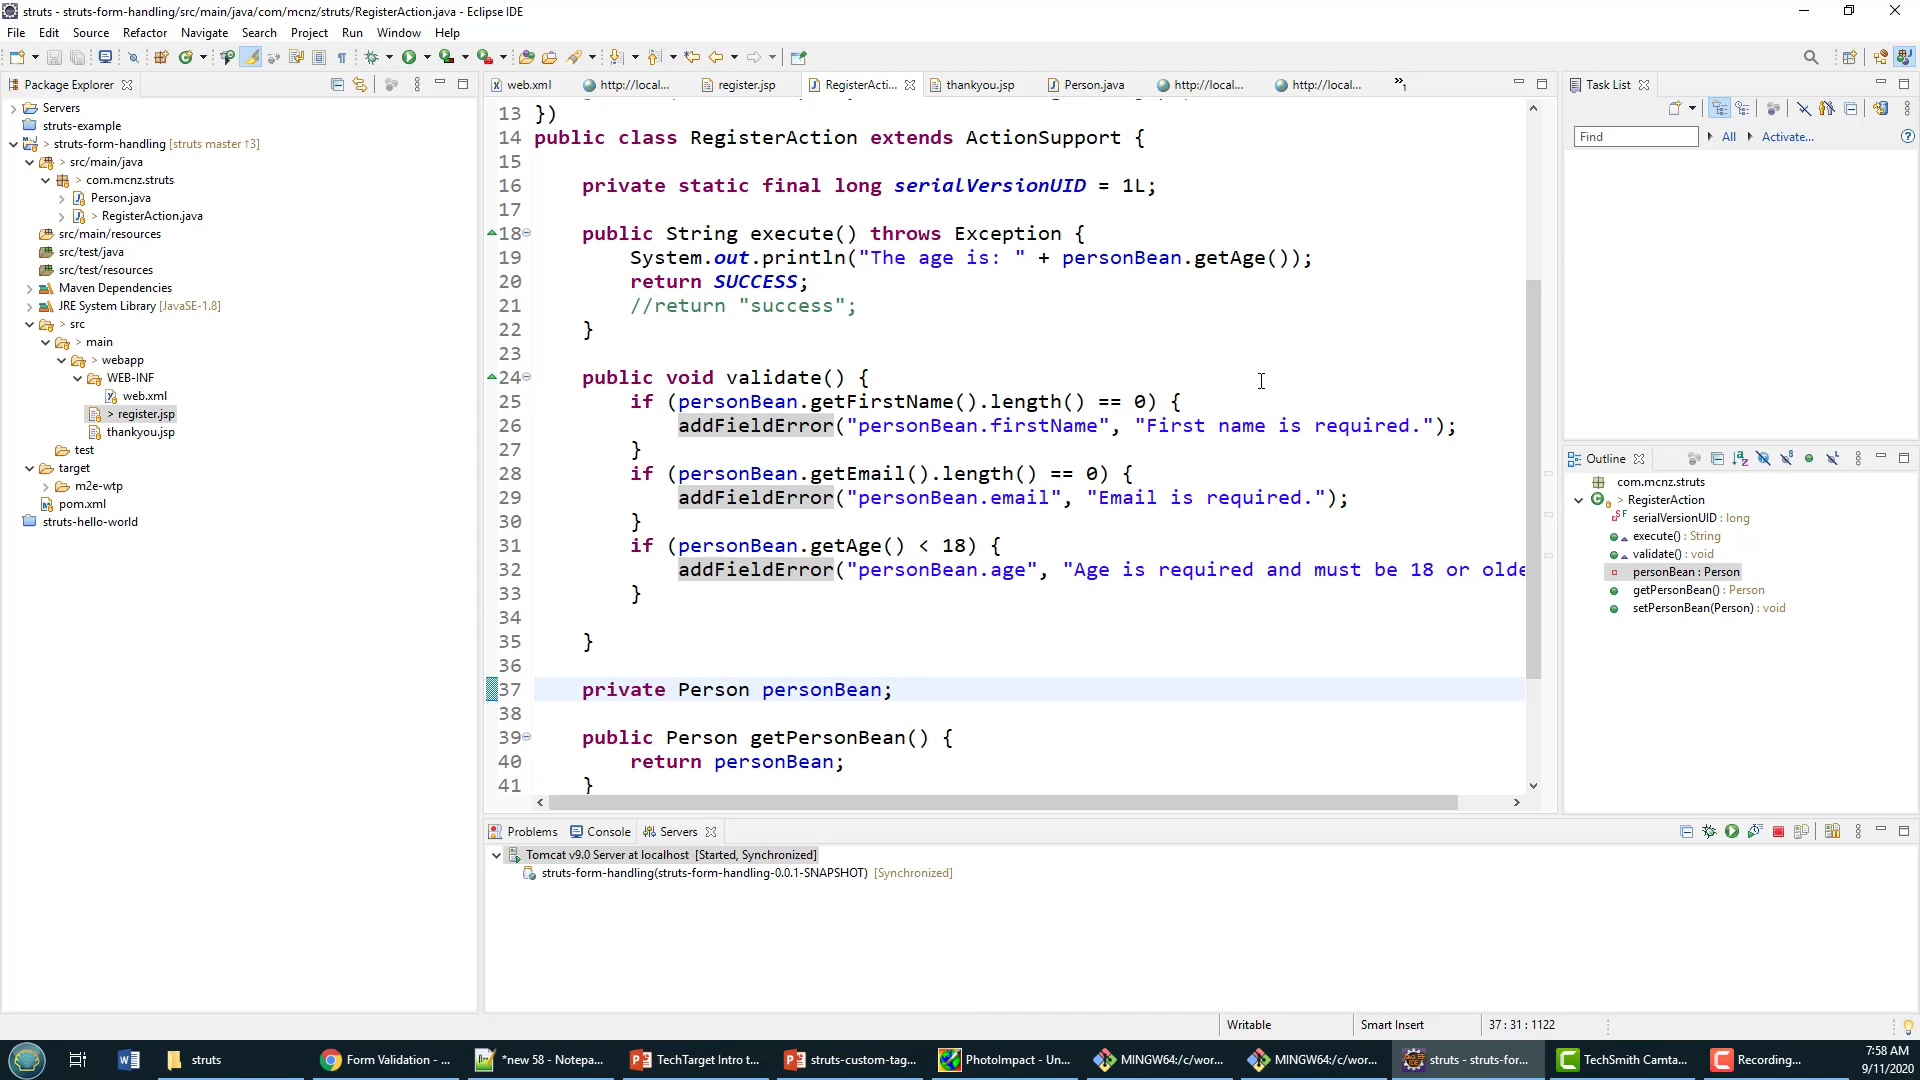 struts - struts-form-handling/src/main/java/com/mcnz/struts/RegisterAction.java - Eclipse IDE
File Edit Source Refactor Navigate Search Project Run Window Help
Package Explorer
Servers
struts-example
> struts-form-handling [struts master ↑3]
> src/main/java
> com.mcnz.struts
Person.java
> RegisterAction.java
src/main/resources
src/test/java
src/test/resources
Maven Dependencies
JRE System Library [JavaSE-1.8]
> src
> main
> webapp
WEB-INF
web.xml
> register.jsp
thankyou.jsp
test
target
m2e-wtp
pom.xml
struts-hello-world
web.xml http://local... register.jsp RegisterActi... thankyou.jsp Person.java http://local... http://local... »1
13 })
14 public class RegisterAction extends ActionSupport {
15
16 private static final long serialVersionUID = 1L;
17
18 public String execute() throws Exception {
19 System.out.println("The age is: " + personBean.getAge());
20 return SUCCESS;
21 //return "success";
22 }
23
24 public void validate() {
25 if (personBean.getFirstName().length() == 0) {
26 addFieldError("personBean.firstName", "First name is required.");
27 }
28 if (personBean.getEmail().length() == 0) {
29 addFieldError("personBean.email", "Email is required.");
30 }
31 if (personBean.getAge() < 18) {
32 addFieldError("personBean.age", "Age is required and must be 18 or olde
33 }
34
35 }
36
37 private Person personBean;
38
39 public Person getPersonBean() {
40 return personBean;
41 }
Task List
Find All Activate...
Outline
com.mcnz.struts
> RegisterAction
serialVersionUID : long
execute() : String
validate() : void
personBean : Person
getPersonBean() : Person
setPersonBean(Person) : void
Problems Console Servers
Tomcat v9.0 Server at localhost [Started, Synchronized]
struts-form-handling(struts-form-handling-0.0.1-SNAPSHOT) [Synchronized]
Writable Smart Insert 37 : 31 : 1122
struts Form Validation - ... *new 58 - Notepa... TechTarget Intro t... struts-custom-tag... PhotoImpact - Un... MINGW64:/c/wor... MINGW64:/c/wor... struts - struts-for... TechSmith Camta... Recording...
7:58 AM
9/11/2020